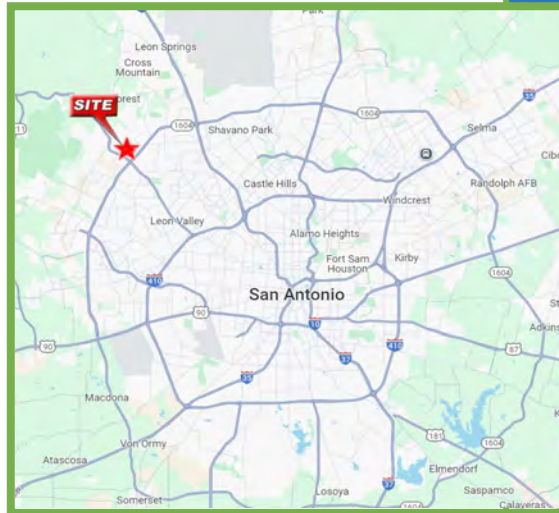 Park
Leon Springs
Cross
Mountain
35
SITE
orest
1604
1604
Selma
Shavano Park
211
Cibo
Castle Hills
Randolph AFB
Windcrest
Leon Valley
Alamo Heights
Fort Sam
Houston
Kirby
1604
410
San Antonio
St
90
10
Adkins
90
410
87
37
35
Macdona
181
Von Ormy
1604
Atascosa
Elmendorf
Losoya
Saspamco
Somerset
37
Calaveras